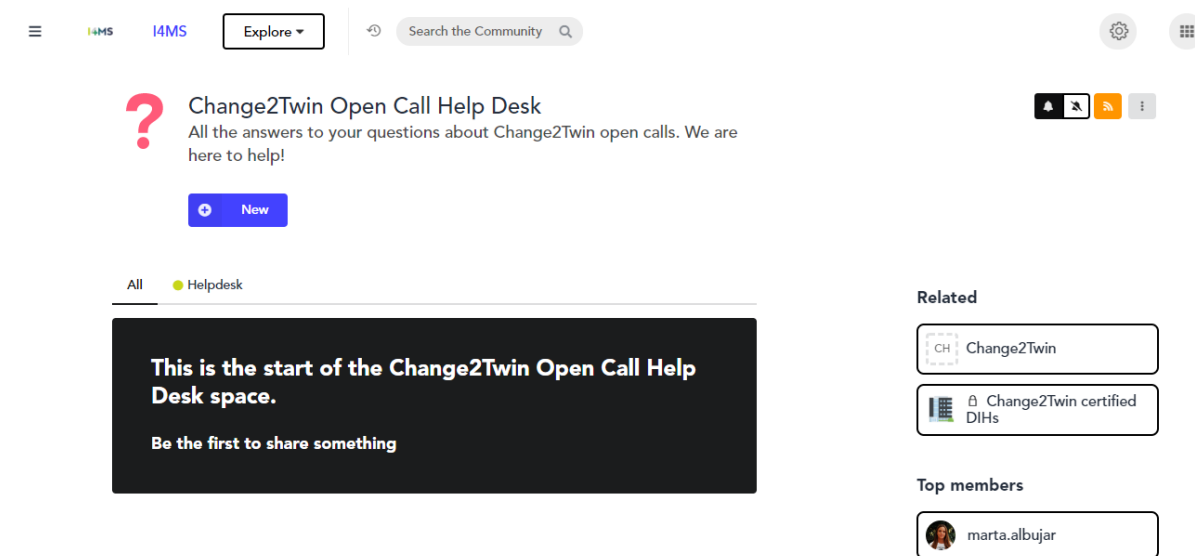 I4MS
I4MS
Explore
Search the Community
Change2Twin Open Call Help Desk
All the answers to your questions about Change2Twin open calls. We are
here to help!
New
All
Helpdesk
This is the start of the Change2Twin Open Call Help
Desk space.
Be the first to share something
Related
CH
Change2Twin
Change2Twin certified
DIHs
Top members
marta.albujar